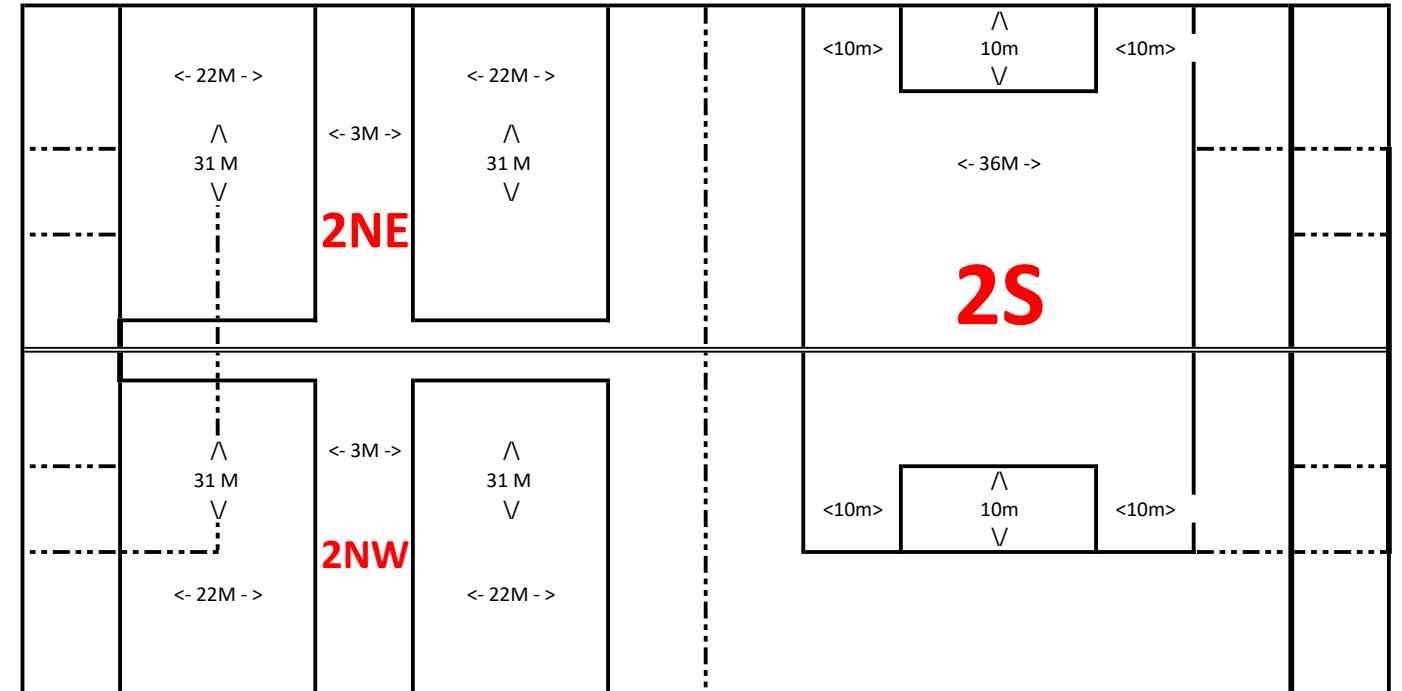 /\
<10m> 10m <10m>
\/
<- 22M - > <- 22M - >
/\ <- 3M -> /\
31 M 31 M <- 36M ->
\/ \/
2NE
2S
/\ <- 3M -> /\
31 M 31 M /\
\/ \/ <10m> 10m <10m>
\/
2NW
<- 22M - > <- 22M - >